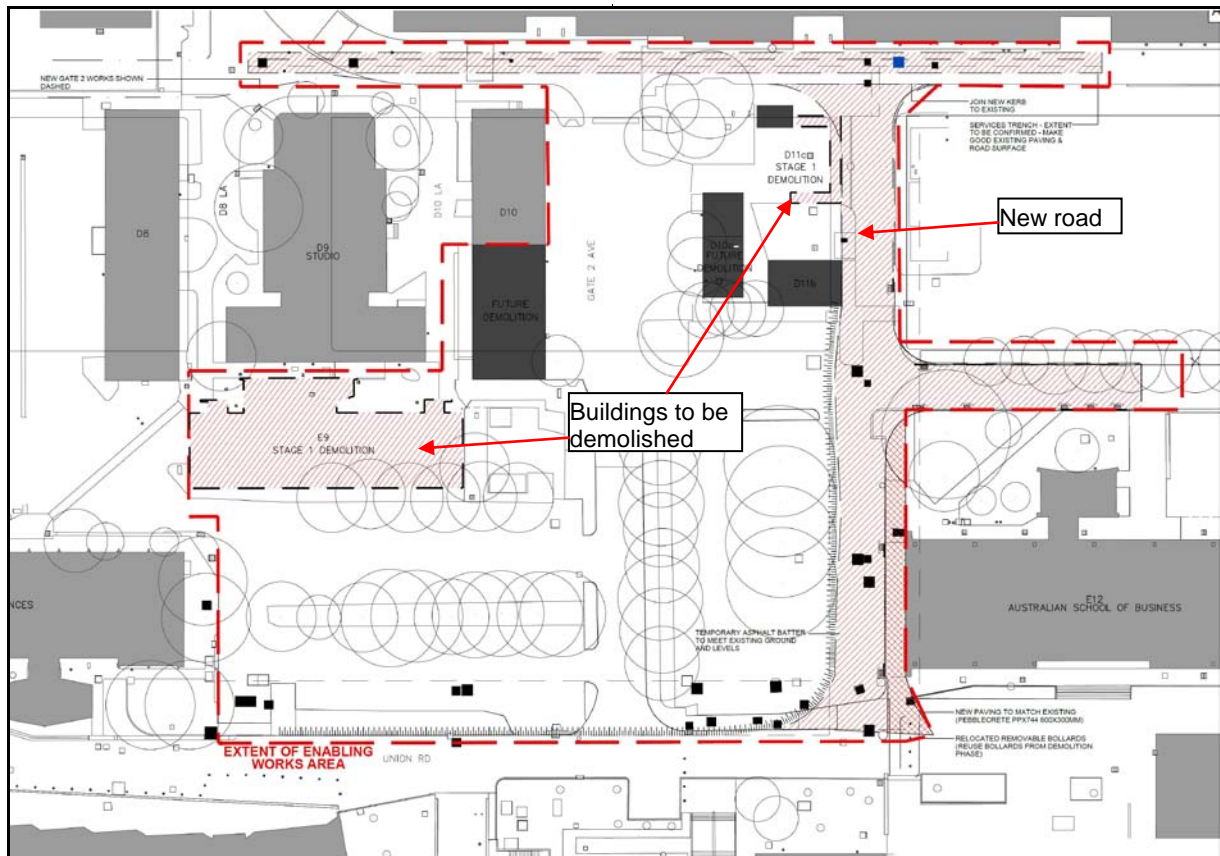 A
NEW GATE 2 WORKS SHOWN
DASHED
JOIN NEW KERB
TO EXISTING
SERVICES TRENCH - EXTENT
TO BE CONFIRMED - MAKE
GOOD EXISTING PAVING &
ROAD SURFACE
D11c
STAGE 1
DEMOLITION
D8
D8 LA
D9
STUDIO
D10 LA
D10
GATE 2 AVE
New road
FUTURE
DEMOLITION
D11b
FUTURE
DEMOLITION
Buildings to be
demolished
E9
STAGE 1 DEMOLITION
NCES
E12
AUSTRALIAN SCHOOL OF BUSINESS
TEMPORARY ASPHALT BATTER
TO MEET EXISTING GROUND
AND LEVELS
NEW PAVING TO MATCH EXISTING
(PEBBLECRETE PPX744 600X300MM)
RELOCATED REMOVABLE BOLLARDS
(REUSE BOLLARDS FROM DEMOLITION
PHASE)
EXTENT OF ENABLING
WORKS AREA
UNION RD